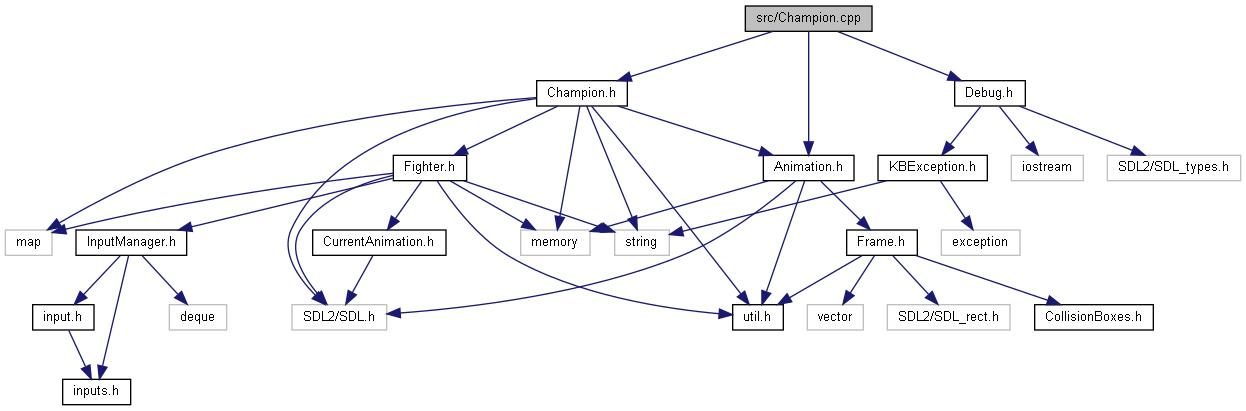 src/Champion.cpp
Champion.h
Debug.h
Fighter.h
Animation.h
KBException.h
iostream
SDL2/SDL_types.h
map
InputManager.h
CurrentAnimation.h
memory
string
Frame.h
exception
input.h
deque
SDL2/SDL.h
util.h
vector
SDL2/SDL_rect.h
CollisionBoxes.h
inputs.h